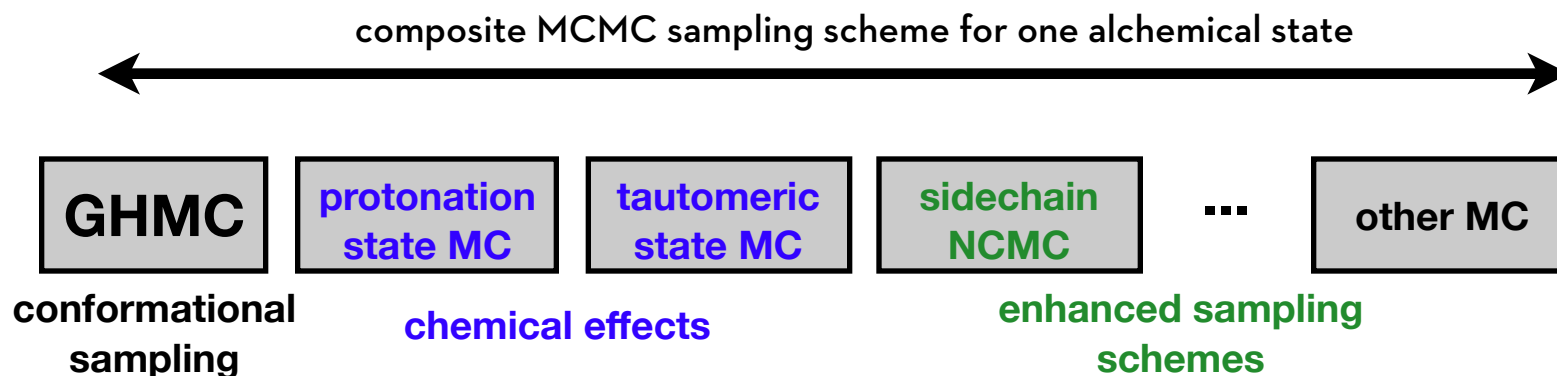 composite MCMC sampling scheme for one alchemical state
GHMC
protonation
state MC
tautomeric
state MC
sidechain
NCMC
...
other MC
conformational
sampling
chemical effects
enhanced sampling
schemes